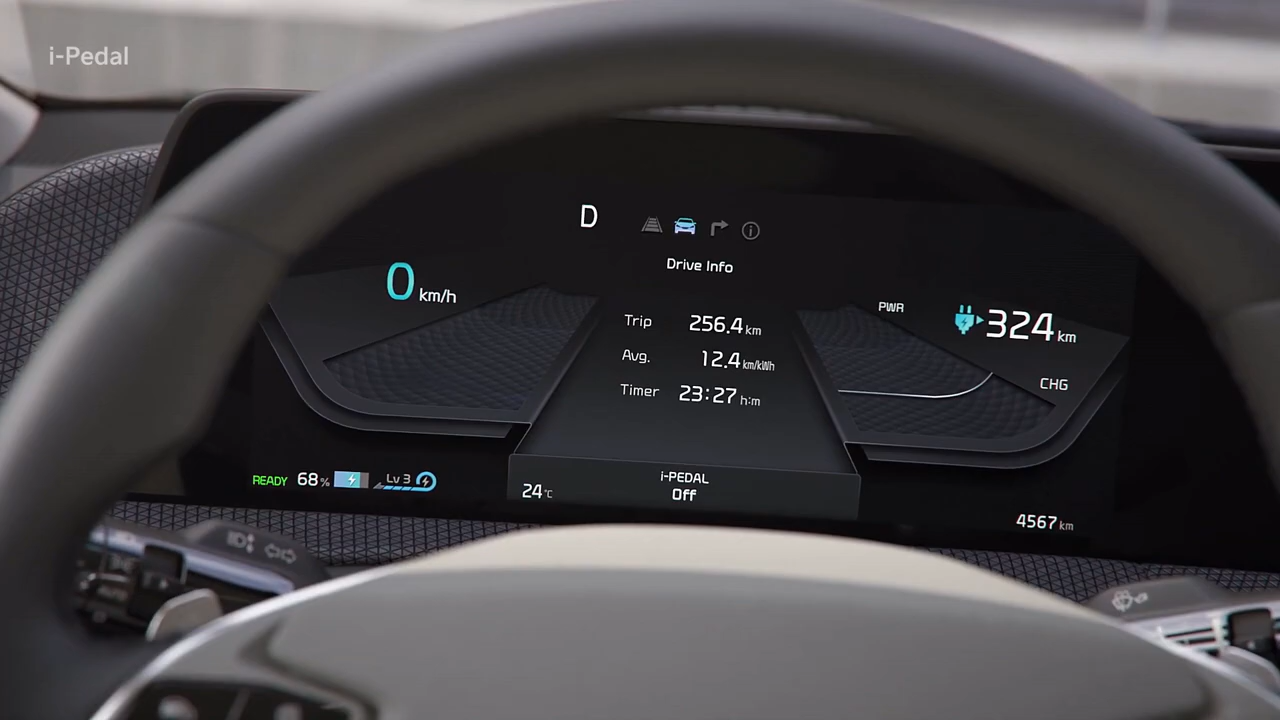 i-Pedal
D
Drive Info
0 km/h
Trip 256.4 km
Avg. 12.4 km/kWh
Timer 23:27 h:m
PWR
324 km
CHG
READY 68% Lv 3
i-PEDAL
Off
24°C
4567 km
AUTO